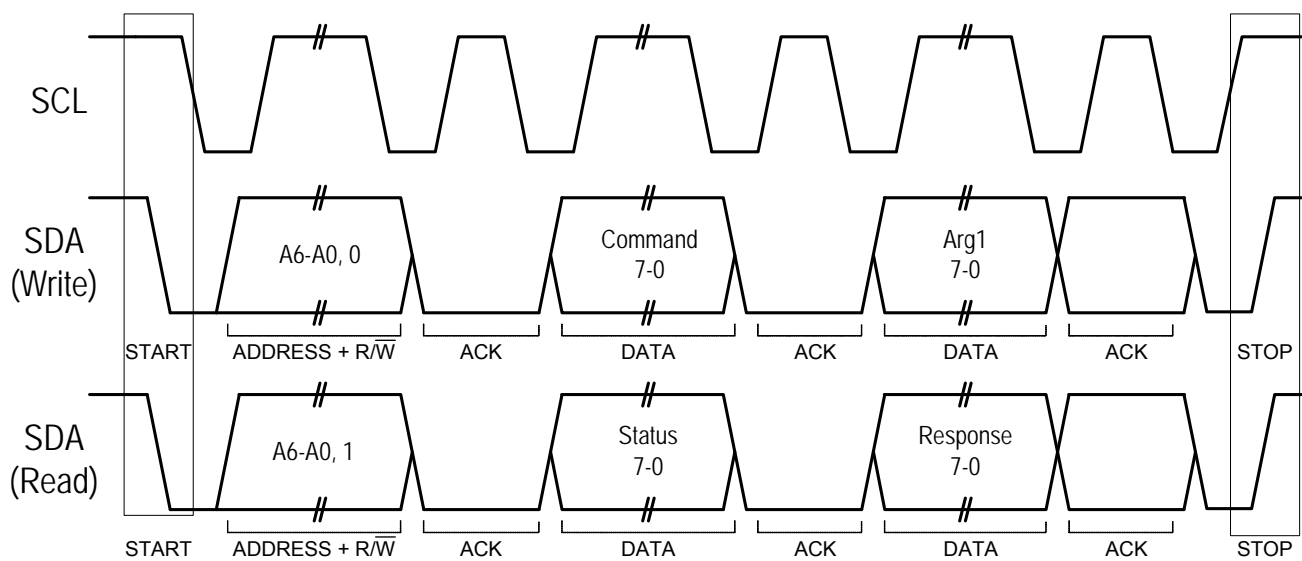 SCL
SDA
(Write)
A6-A0, 0
Command
7-0
Arg1
7-0
START
ADDRESS + R/W̅
ACK
DATA
ACK
DATA
ACK
STOP
SDA
(Read)
A6-A0, 1
Status
7-0
Response
7-0
START
ADDRESS + R/W̅
ACK
DATA
ACK
DATA
ACK
STOP